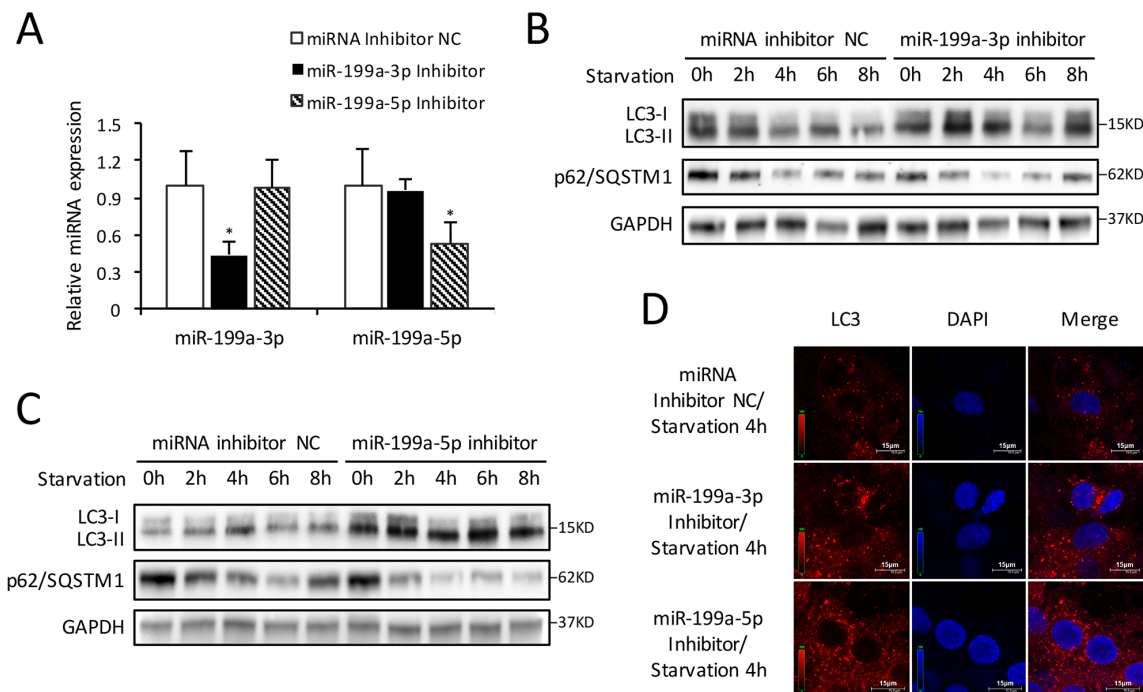 A
miRNA Inhibitor NC
miR-199a-3p Inhibitor
miR-199a-5p Inhibitor
Relative miRNA expression
1.5
1.2
0.9
0.6
0.3
0
*
*
miR-199a-3p
miR-199a-5p
B
miRNA inhibitor NC
miR-199a-3p inhibitor
Starvation 0h 2h 4h 6h 8h 0h 2h 4h 6h 8h
LC3-I
LC3-II
15KD
p62/SQSTM1
62KD
GAPDH
37KD
C
miRNA inhibitor NC
miR-199a-5p inhibitor
Starvation 0h 2h 4h 6h 8h 0h 2h 4h 6h 8h
LC3-I
LC3-II
15KD
p62/SQSTM1
62KD
GAPDH
37KD
D
LC3 DAPI Merge
miRNA
Inhibitor NC/
Starvation 4h
15μm 15μm 15μm
miR-199a-3p
Inhibitor/
Starvation 4h
15μm 15μm 15μm
miR-199a-5p
Inhibitor/
Starvation 4h
15μm 15μm 15μm